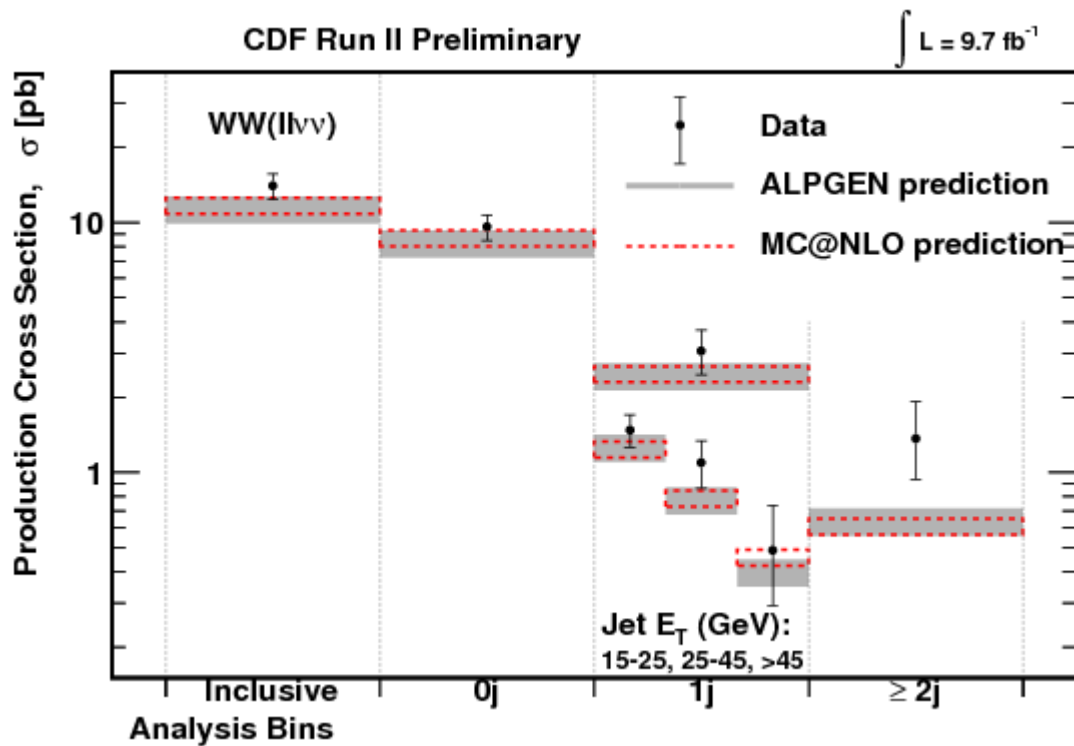 CDF Run II Preliminary
∫ L = 9.7 fb⁻¹
Production Cross Section, σ [pb]
WW(llνν)
Data
ALPGEN prediction
MC@NLO prediction
10
1
Jet E_T (GeV):
15-25, 25-45, >45
Inclusive 0j 1j ≥ 2j
Analysis Bins